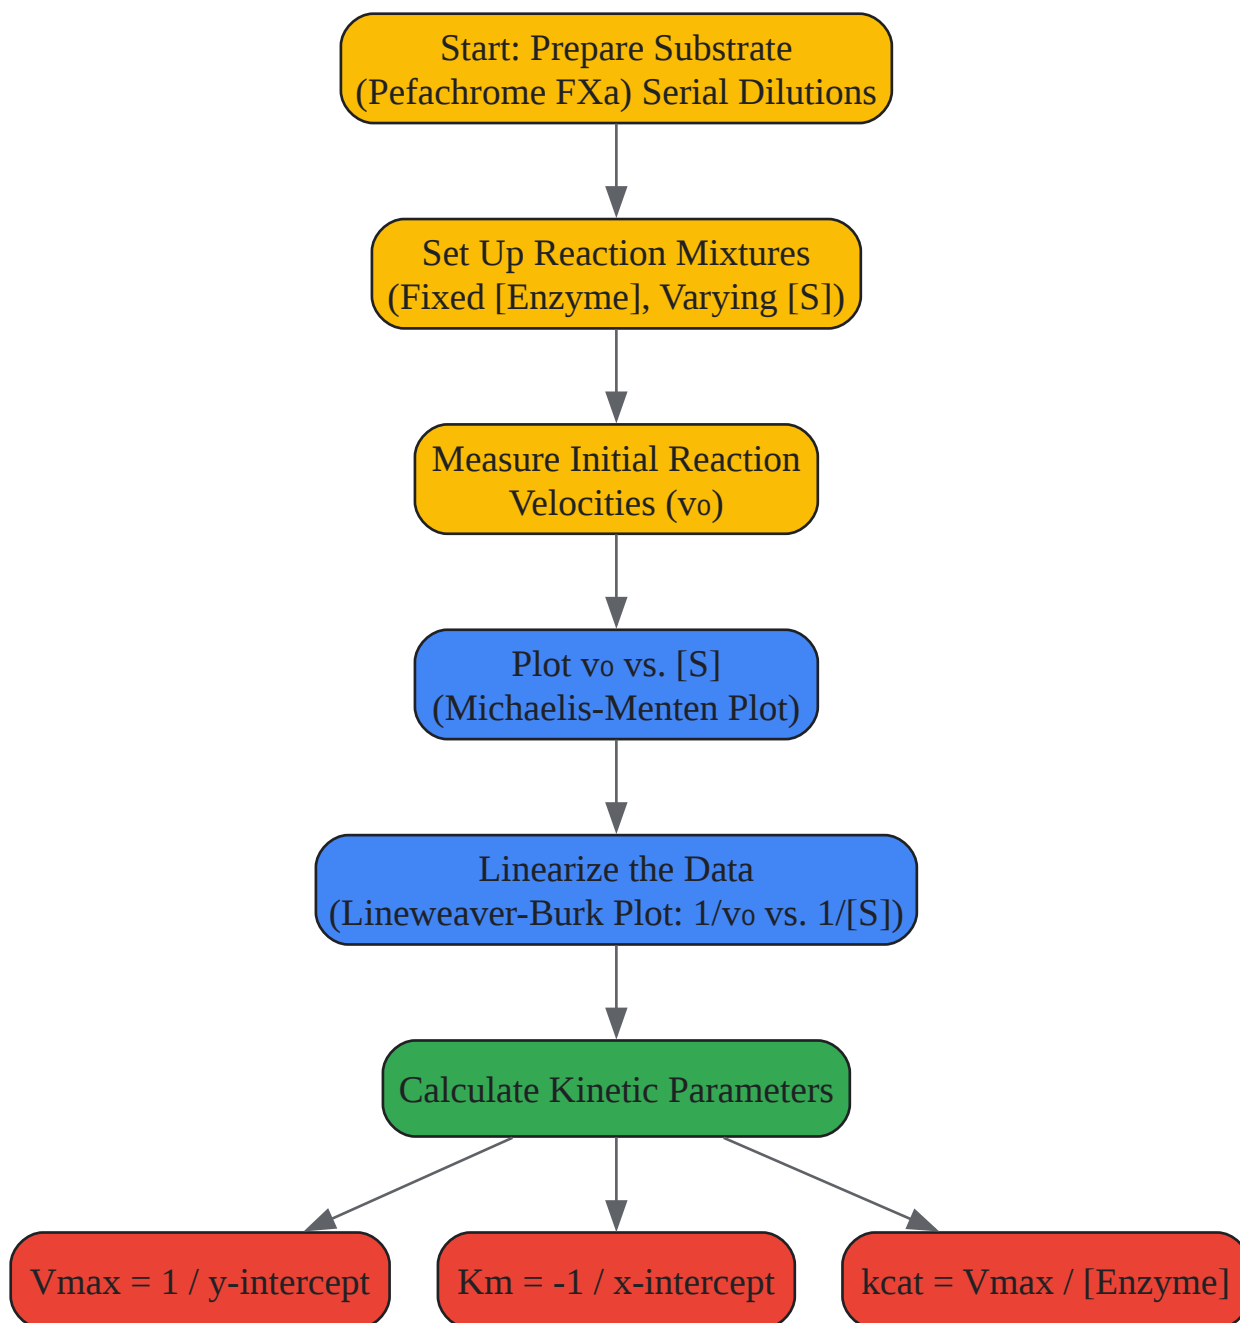 Start: Prepare Substrate
(Pefachrome FXa) Serial Dilutions
Set Up Reaction Mixtures
(Fixed [Enzyme], Varying [S])
Measure Initial Reaction
Velocities (v₀)
Plot v₀ vs. [S]
(Michaelis-Menten Plot)
Linearize the Data
(Lineweaver-Burk Plot: 1/v₀ vs. 1/[S])
Calculate Kinetic Parameters
Vmax = 1 / y-intercept
Km = -1 / x-intercept
kcat = Vmax / [Enzyme]